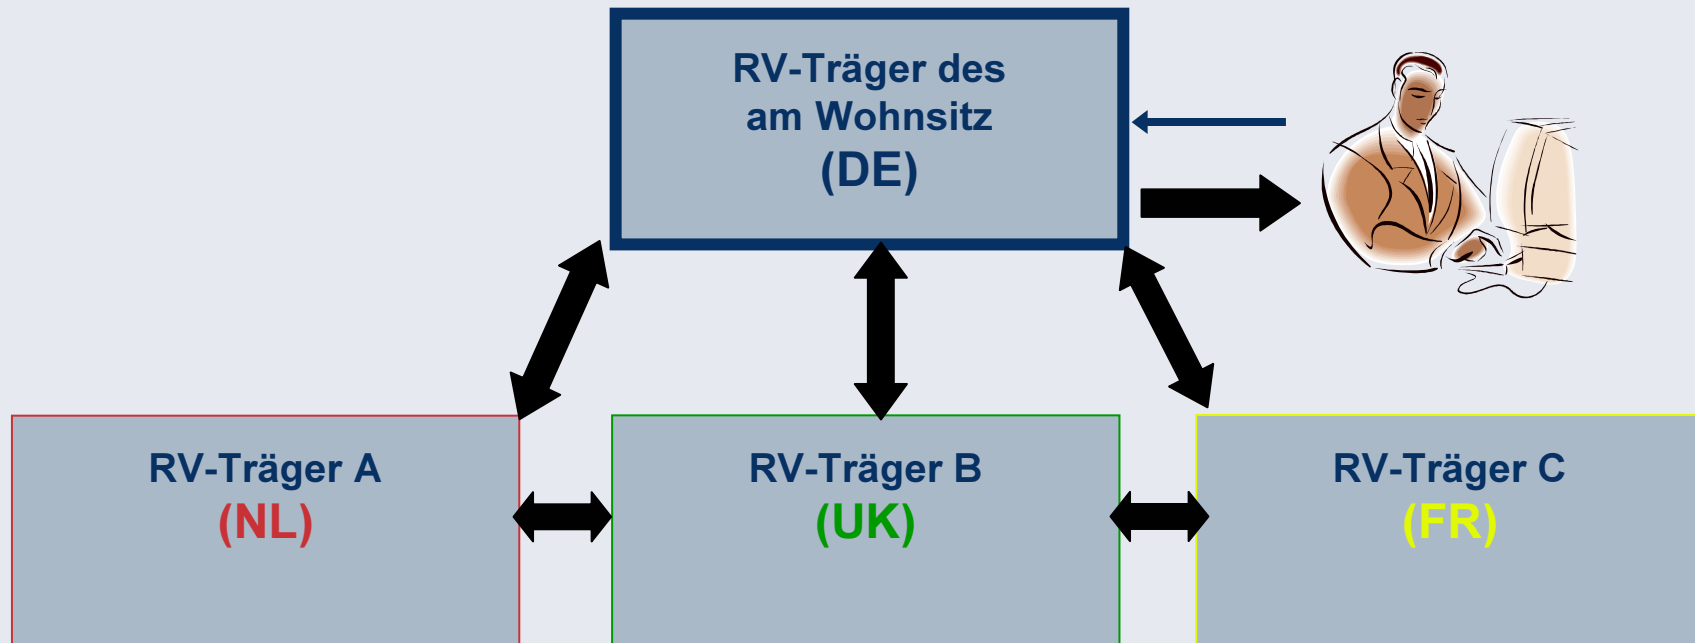 RV-Träger des
am Wohnsitz
(DE)
RV-Träger A
(NL)
RV-Träger B
(UK)
RV-Träger C
(FR)